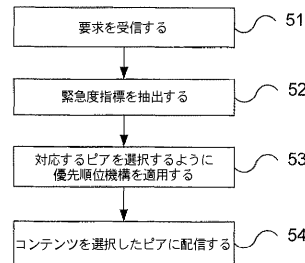 要求を受信する
51
緊急度指標を抽出する
52
対応するピアを選択するように
優先順位機構を適用する
53
コンテンツを選択したピアに配信する
54